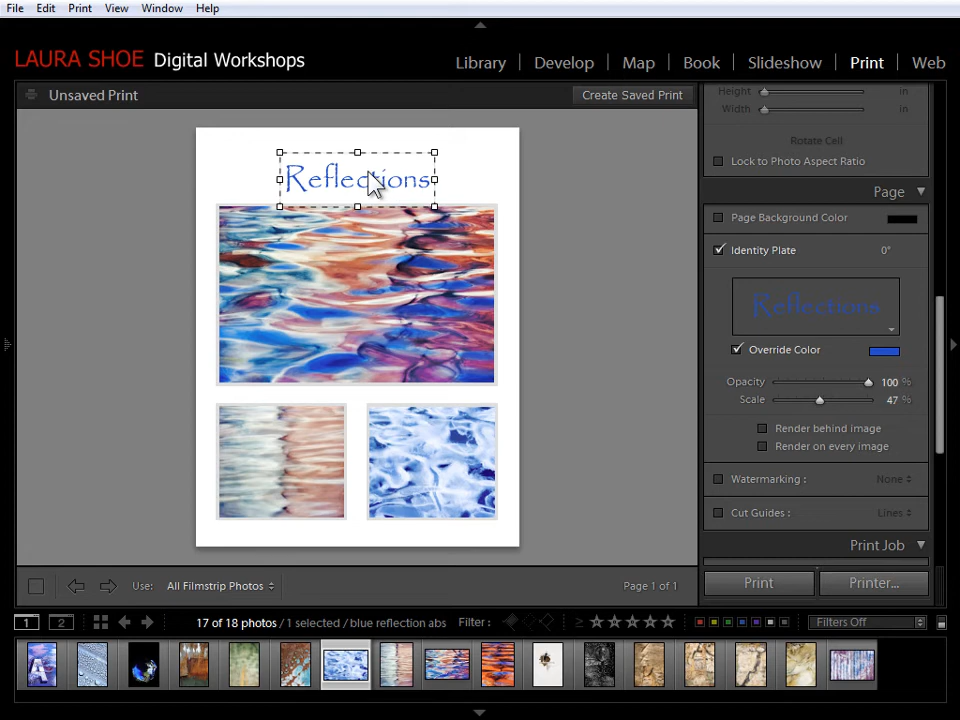 File Edit Print View Window Help
LAURA SHOE Digital Workshops
Library | Develop | Map | Book | Slideshow | Print | Web
Unsaved Print
Create Saved Print
Height in
Width in
Rotate Cell
Lock to Photo Aspect Ratio
Page
Page Background Color
Identity Plate 0°
Reflections
Reflections
Override Color
Opacity 100 %
Scale 47 %
Render behind image
Render on every image
Watermarking : None
Cut Guides : Lines
Print Job
Use: All Filmstrip Photos
Page 1 of 1
Print
Printer...
1 2
17 of 18 photos / 1 selected / blue reflection abs
Filter : ≥
Filters Off
A